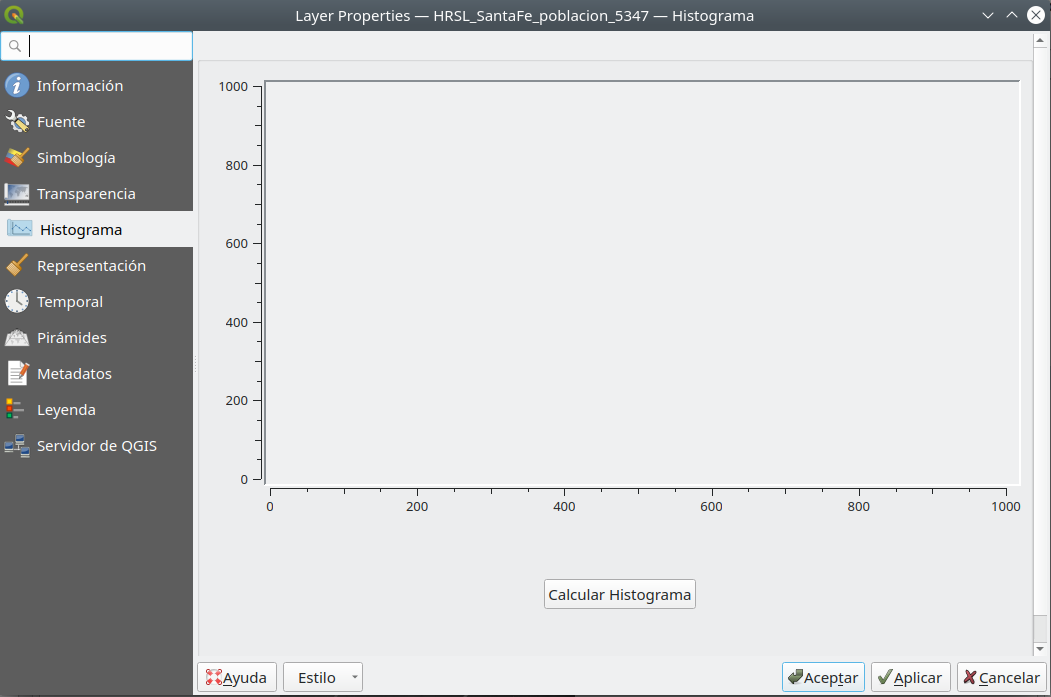 Layer Properties — HRSL_SantaFe_poblacion_5347 — Histograma
Información
Fuente
Simbología
Transparencia
Histograma
Representación
Temporal
Pirámides
Metadatos
Leyenda
Servidor de QGIS
1000
800
600
400
200
0
0 200 400 600 800 1000
Calcular Histograma
Ayuda Estilo Aceptar Aplicar Cancelar